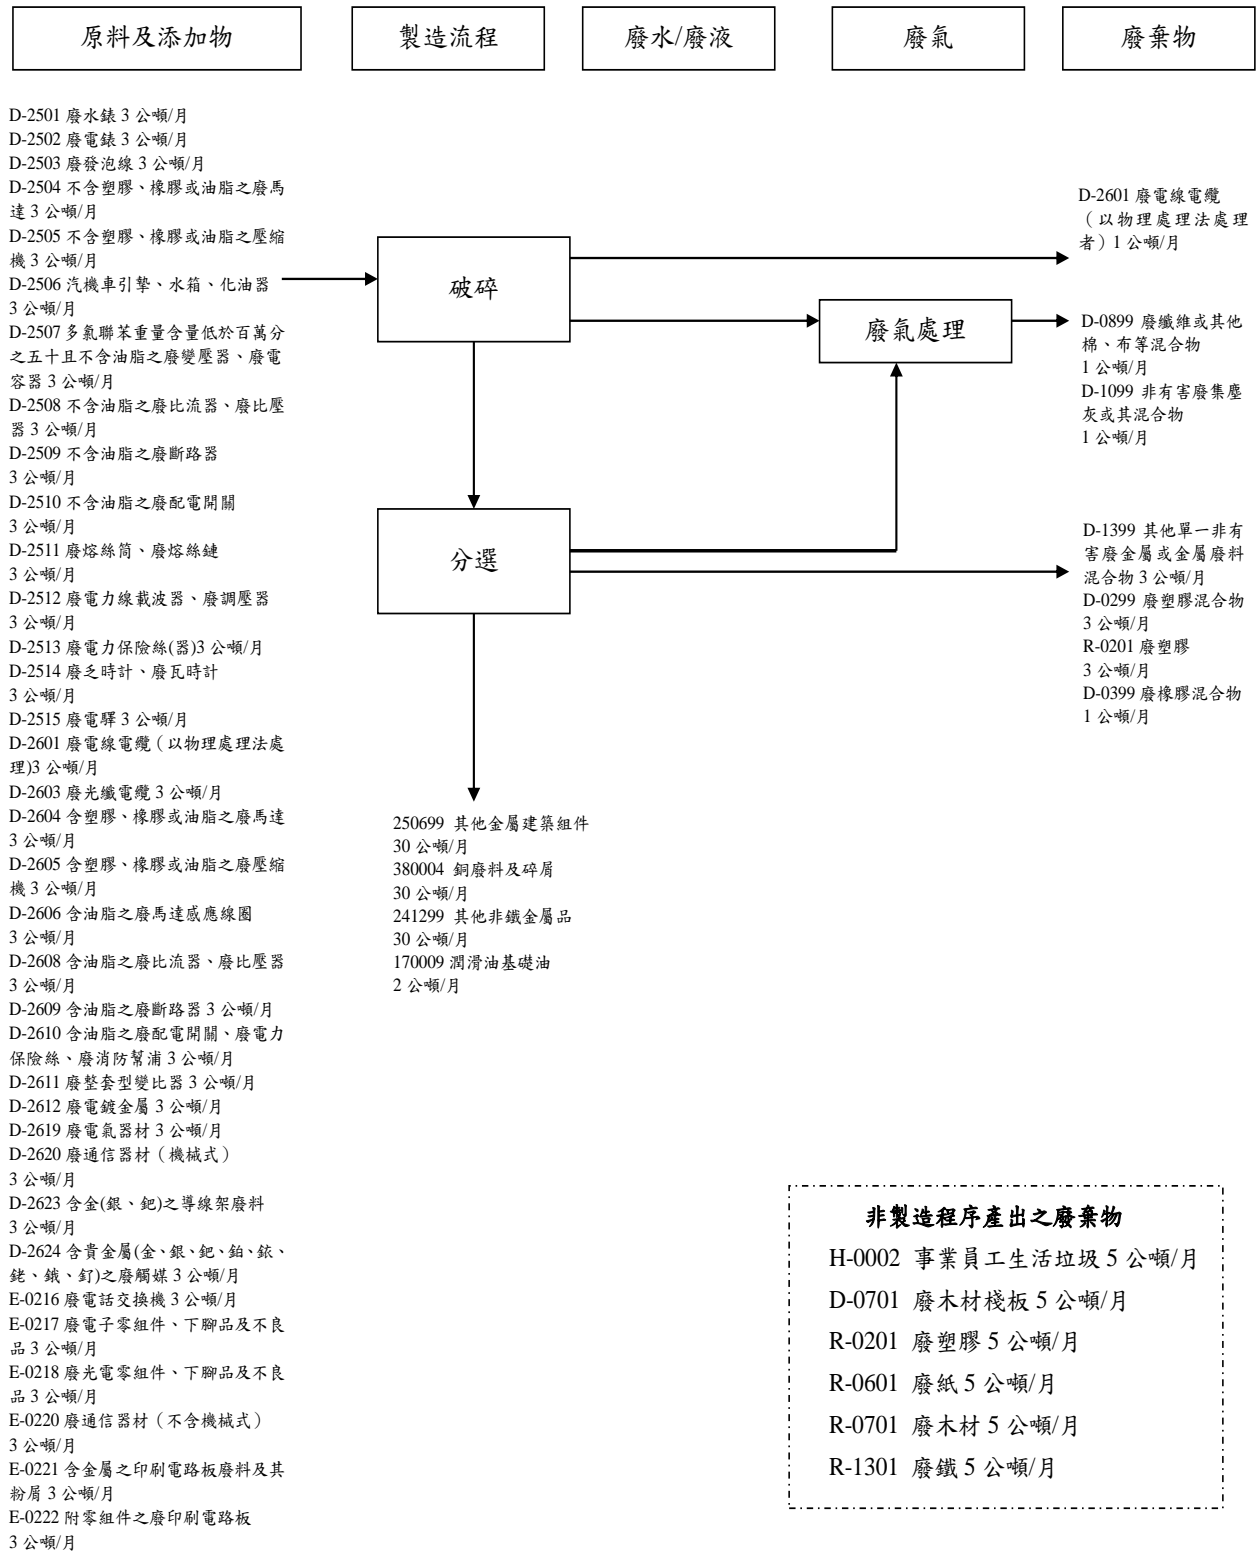 原料及添加物
製造流程
廢水/廢液
廢氣
廢棄物
D-2501 廢水錶 3 公噸/月
D-2502 廢電錶 3 公噸/月
D-2503 廢發泡線 3 公噸/月
D-2504 不含塑膠、橡膠或油脂之廢馬
達 3 公噸/月
D-2505 不含塑膠、橡膠或油脂之壓縮
機 3 公噸/月
D-2506 汽機車引擎、水箱、化油器
3 公噸/月
D-2507 多氯聯苯重量含量低於百萬分
之五十且不含油脂之廢變壓器、廢電
容器 3 公噸/月
D-2508 不含油脂之廢比流器、廢比壓
器 3 公噸/月
D-2509 不含油脂之廢斷路器
3 公噸/月
D-2510 不含油脂之廢配電開關
3 公噸/月
D-2511 廢熔絲筒、廢熔絲鏈
3 公噸/月
D-2512 廢電力線載波器、廢調壓器
3 公噸/月
D-2513 廢電力保險絲(器)3 公噸/月
D-2514 廢乏時計、廢瓦時計
3 公噸/月
D-2515 廢電驛 3 公噸/月
D-2601 廢電線電纜（以物理處理法處
理)3 公噸/月
D-2603 廢光纖電纜 3 公噸/月
D-2604 含塑膠、橡膠或油脂之廢馬達
3 公噸/月
D-2605 含塑膠、橡膠或油脂之廢壓縮
機 3 公噸/月
D-2606 含油脂之廢馬達感應線圈
3 公噸/月
D-2608 含油脂之廢比流器、廢比壓器
3 公噸/月
D-2609 含油脂之廢斷路器 3 公噸/月
D-2610 含油脂之廢配電開關、廢電力
保險絲、廢消防幫浦 3 公噸/月
D-2611 廢整套型變比器 3 公噸/月
D-2612 廢電鍍金屬 3 公噸/月
D-2619 廢電氣器材 3 公噸/月
D-2620 廢通信器材（機械式）
3 公噸/月
D-2623 含金(銀、鈀)之導線架廢料
3 公噸/月
D-2624 含貴金屬(金、銀、鈀、鉑、銥、
銠、鋨、釕)之廢觸媒 3 公噸/月
E-0216 廢電話交換機 3 公噸/月
E-0217 廢電子零組件、下腳品及不良
品 3 公噸/月
E-0218 廢光電零組件、下腳品及不良
品 3 公噸/月
E-0220 廢通信器材（不含機械式）
3 公噸/月
E-0221 含金屬之印刷電路板廢料及其
粉屑 3 公噸/月
E-0222 附零組件之廢印刷電路板
3 公噸/月
破碎
分選
250699 其他金屬建築組件
30 公噸/月
380004 銅廢料及碎屑
30 公噸/月
241299 其他非鐵金屬品
30 公噸/月
170009 潤滑油基礎油
2 公噸/月
廢氣處理
D-2601 廢電線電纜
（以物理處理法處理
者）1 公噸/月
D-0899 廢纖維或其他
棉、布等混合物
1 公噸/月
D-1099 非有害廢集塵
灰或其混合物
1 公噸/月
D-1399 其他單一非有
害廢金屬或金屬廢料
混合物 3 公噸/月
D-0299 廢塑膠混合物
3 公噸/月
R-0201 廢塑膠
3 公噸/月
D-0399 廢橡膠混合物
1 公噸/月
非製造程序產出之廢棄物
H-0002 事業員工生活垃圾 5 公噸/月
D-0701 廢木材棧板 5 公噸/月
R-0201 廢塑膠 5 公噸/月
R-0601 廢紙 5 公噸/月
R-0701 廢木材 5 公噸/月
R-1301 廢鐵 5 公噸/月